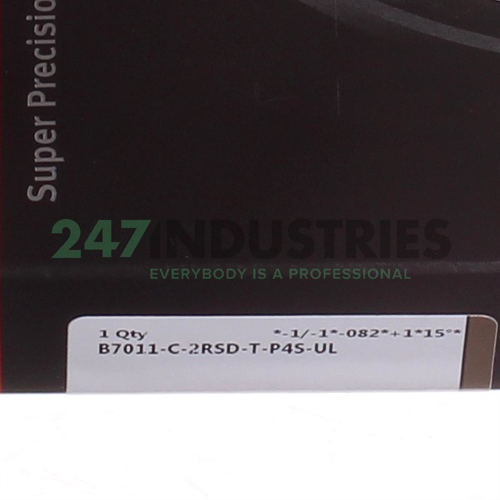 Super Precisio
247INDUSTRIES
EVERYBODY IS A PROFESSIONAL
1 Qty *-1/-1*-082*+1*15°*
B7011-C-2RSD-T-P4S-UL